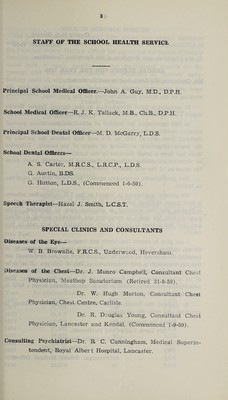 3
STAFF OF THE SCHOOL HEALTH SERVICE
Principal School Medical Officer.—John A. Guy, M.D., D.P.H.
School Medical Officer—R. J. K. Tallack, M.B., Ch.B., D.P.H.
Principal School Dental Officer—M. D. McGarry, L.D.S.
School Dental Officers—
A. S. Carter, M.R.C.S., L.R.C.P., L.D.S.
G. Austin, B.DS.
G. Hutton, L.D.S., (Commenced 1-6-59).
Speech Therapist—Hazel J. Smith, L.C.S.T.
SPECIAL CLINICS AND CONSULTANTS
Diseases of the Eye—
W. B. Brownlie, F.R.C.S., Underwood, Heversham.
Diseases of the Chest—Dr. J. Munro Campbell, Consultant Chest
Physician, Meathop Sanatorium (Retired 31-8-59).
Dr. W. Hugh Morton, Consultant Chest
Physician, Chest Centre, Carlisle.
Dr. R. Douglas Young, Consultant Chest
Physician, Lancaster and Kendal. (Commenced 1-9-59).
Consulting Psychiatrist—Dr. R. C. Cunningham, Medical Superin-
tendent, Royal Albert Hospital, Lancaster.